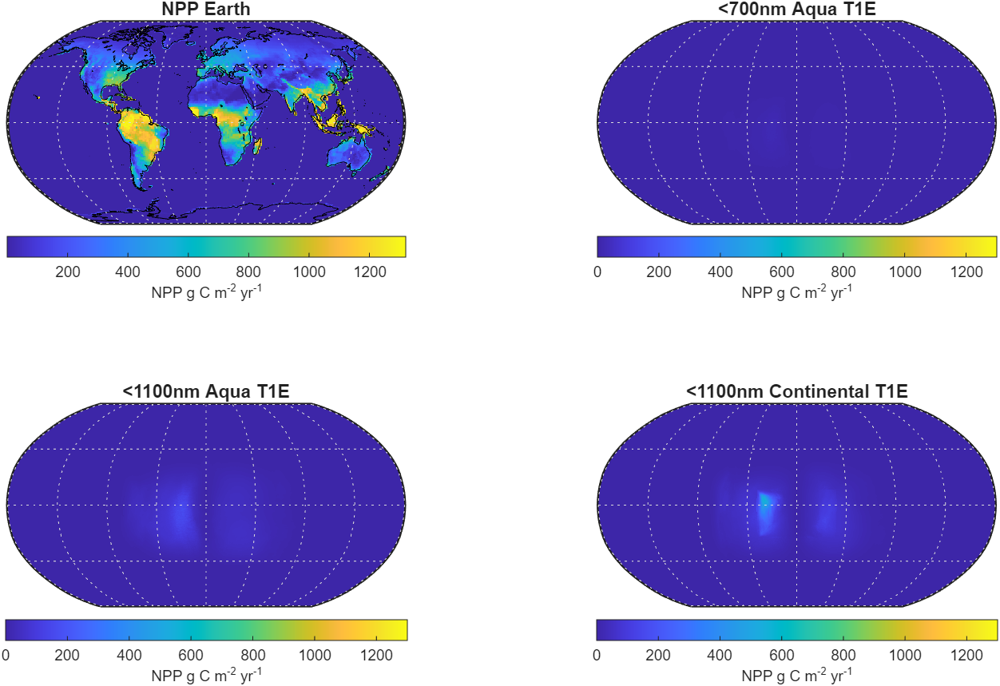 NPP Earth
<700nm Aqua T1E
200 400 600 800 1000 1200
NPP g C m-2 yr-1
0 200 400 600 800 1000 1200
NPP g C m-2 yr-1
<1100nm Aqua T1E
<1100nm Continental T1E
0 200 400 600 800 1000 1200
NPP g C m-2 yr-1
0 200 400 600 800 1000 1200
NPP g C m-2 yr-1